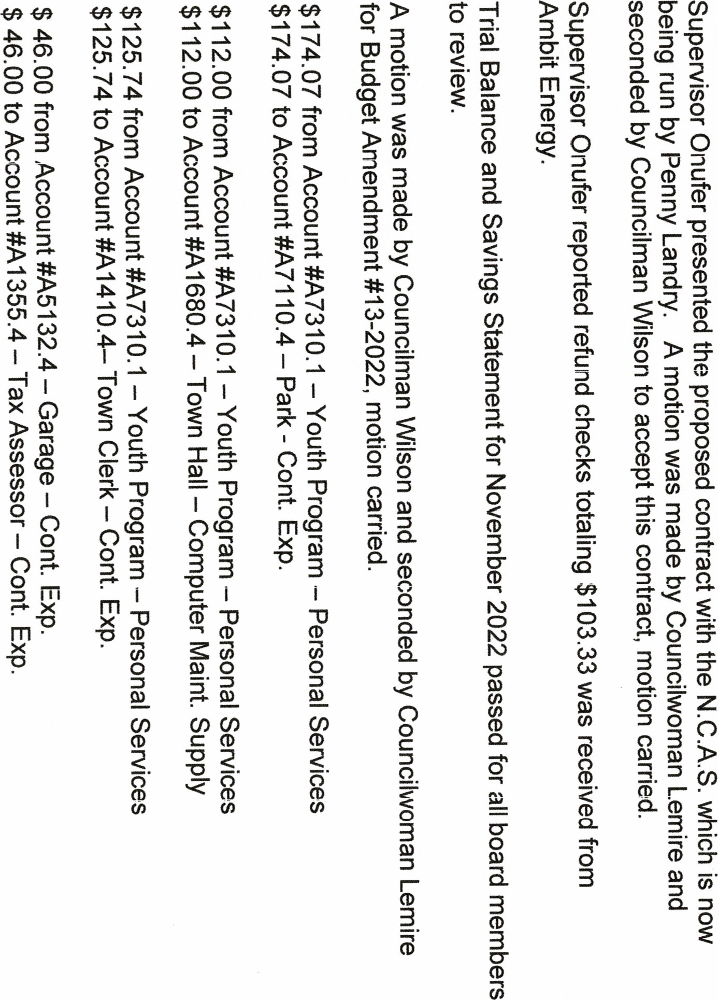 Supervisor Onufer presented the proposed contract with the N.C.A.S. which is now
being run by Penny Landry.   A motion was made by Councilwoman Lemire and
seconded by Councilman Wilson to accept this contract, motion carried.
Supervisor Onufer reported refund checks totaling $103.33 was received from
Ambit Energy.
Trial Balance and Savings Statement for November 2022 passed for all board members
to review.
A motion was made by Councilman Wilson and seconded by Councilwoman Lemire
for Budget Amendment #13-2022, motion carried.
$174.07 from Account #A7310.1 – Youth Program – Personal Services
$174.07 to Account #A7110.4 – Park - Cont. Exp.
$112.00 from Account #A7310.1 – Youth Program – Personal Services
$112.00 to Account #A1680.4 – Town Hall – Computer Maint. Supply
$125.74 from Account #A7310.1 – Youth Program – Personal Services
$125.74 to Account #A1410.4– Town Clerk – Cont. Exp.
$ 46.00 from Account #A5132.4 – Garage – Cont. Exp.
$ 46.00 to Account #A1355.4 – Tax Assessor – Cont. Exp.